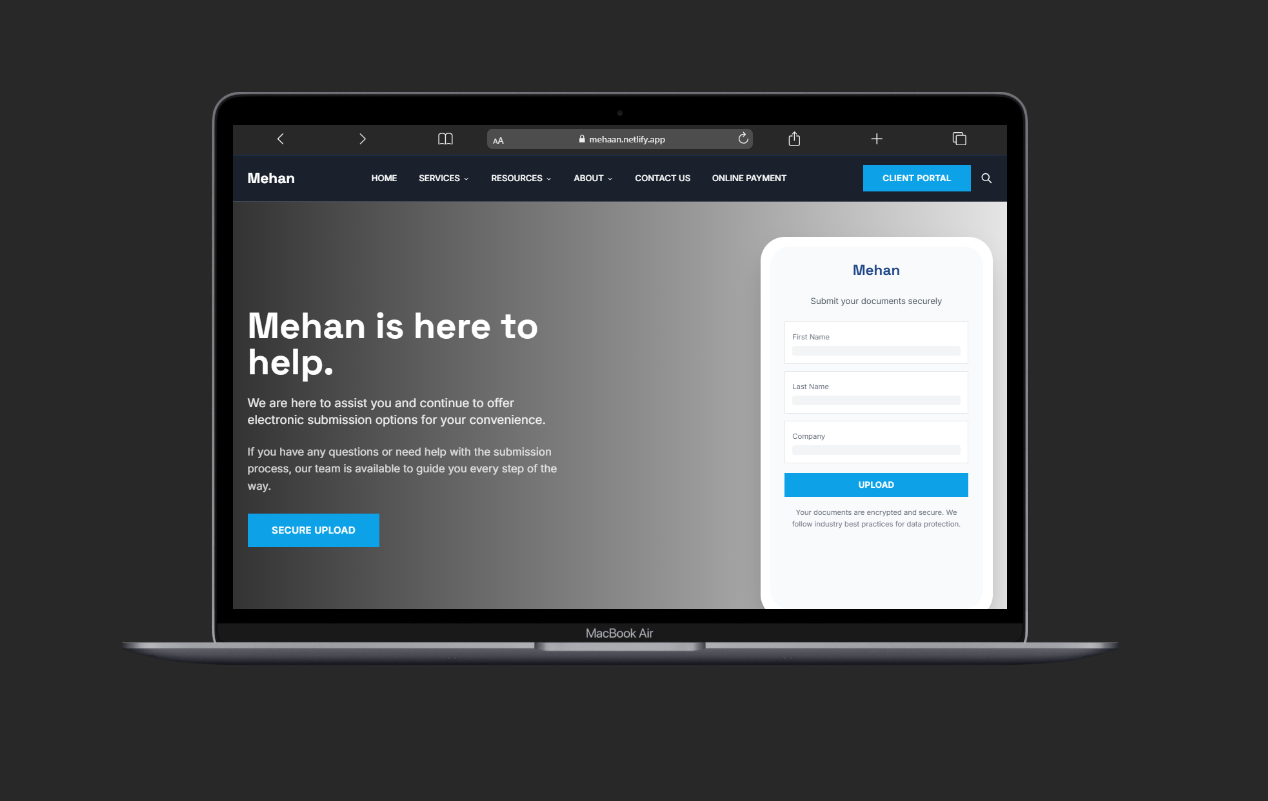 AA mehaan.netlify.app
Mehan HOME SERVICES RESOURCES ABOUT CONTACT US ONLINE PAYMENT CLIENT PORTAL
Mehan is here to
help.
We are here to assist you and continue to offer
electronic submission options for your convenience.
If you have any questions or need help with the submission
process, our team is available to guide you every step of the
way.
SECURE UPLOAD
Mehan
Submit your documents securely
First Name
Last Name
Company
UPLOAD
Your documents are encrypted and secure. We
follow industry best practices for data protection.
MacBook Air